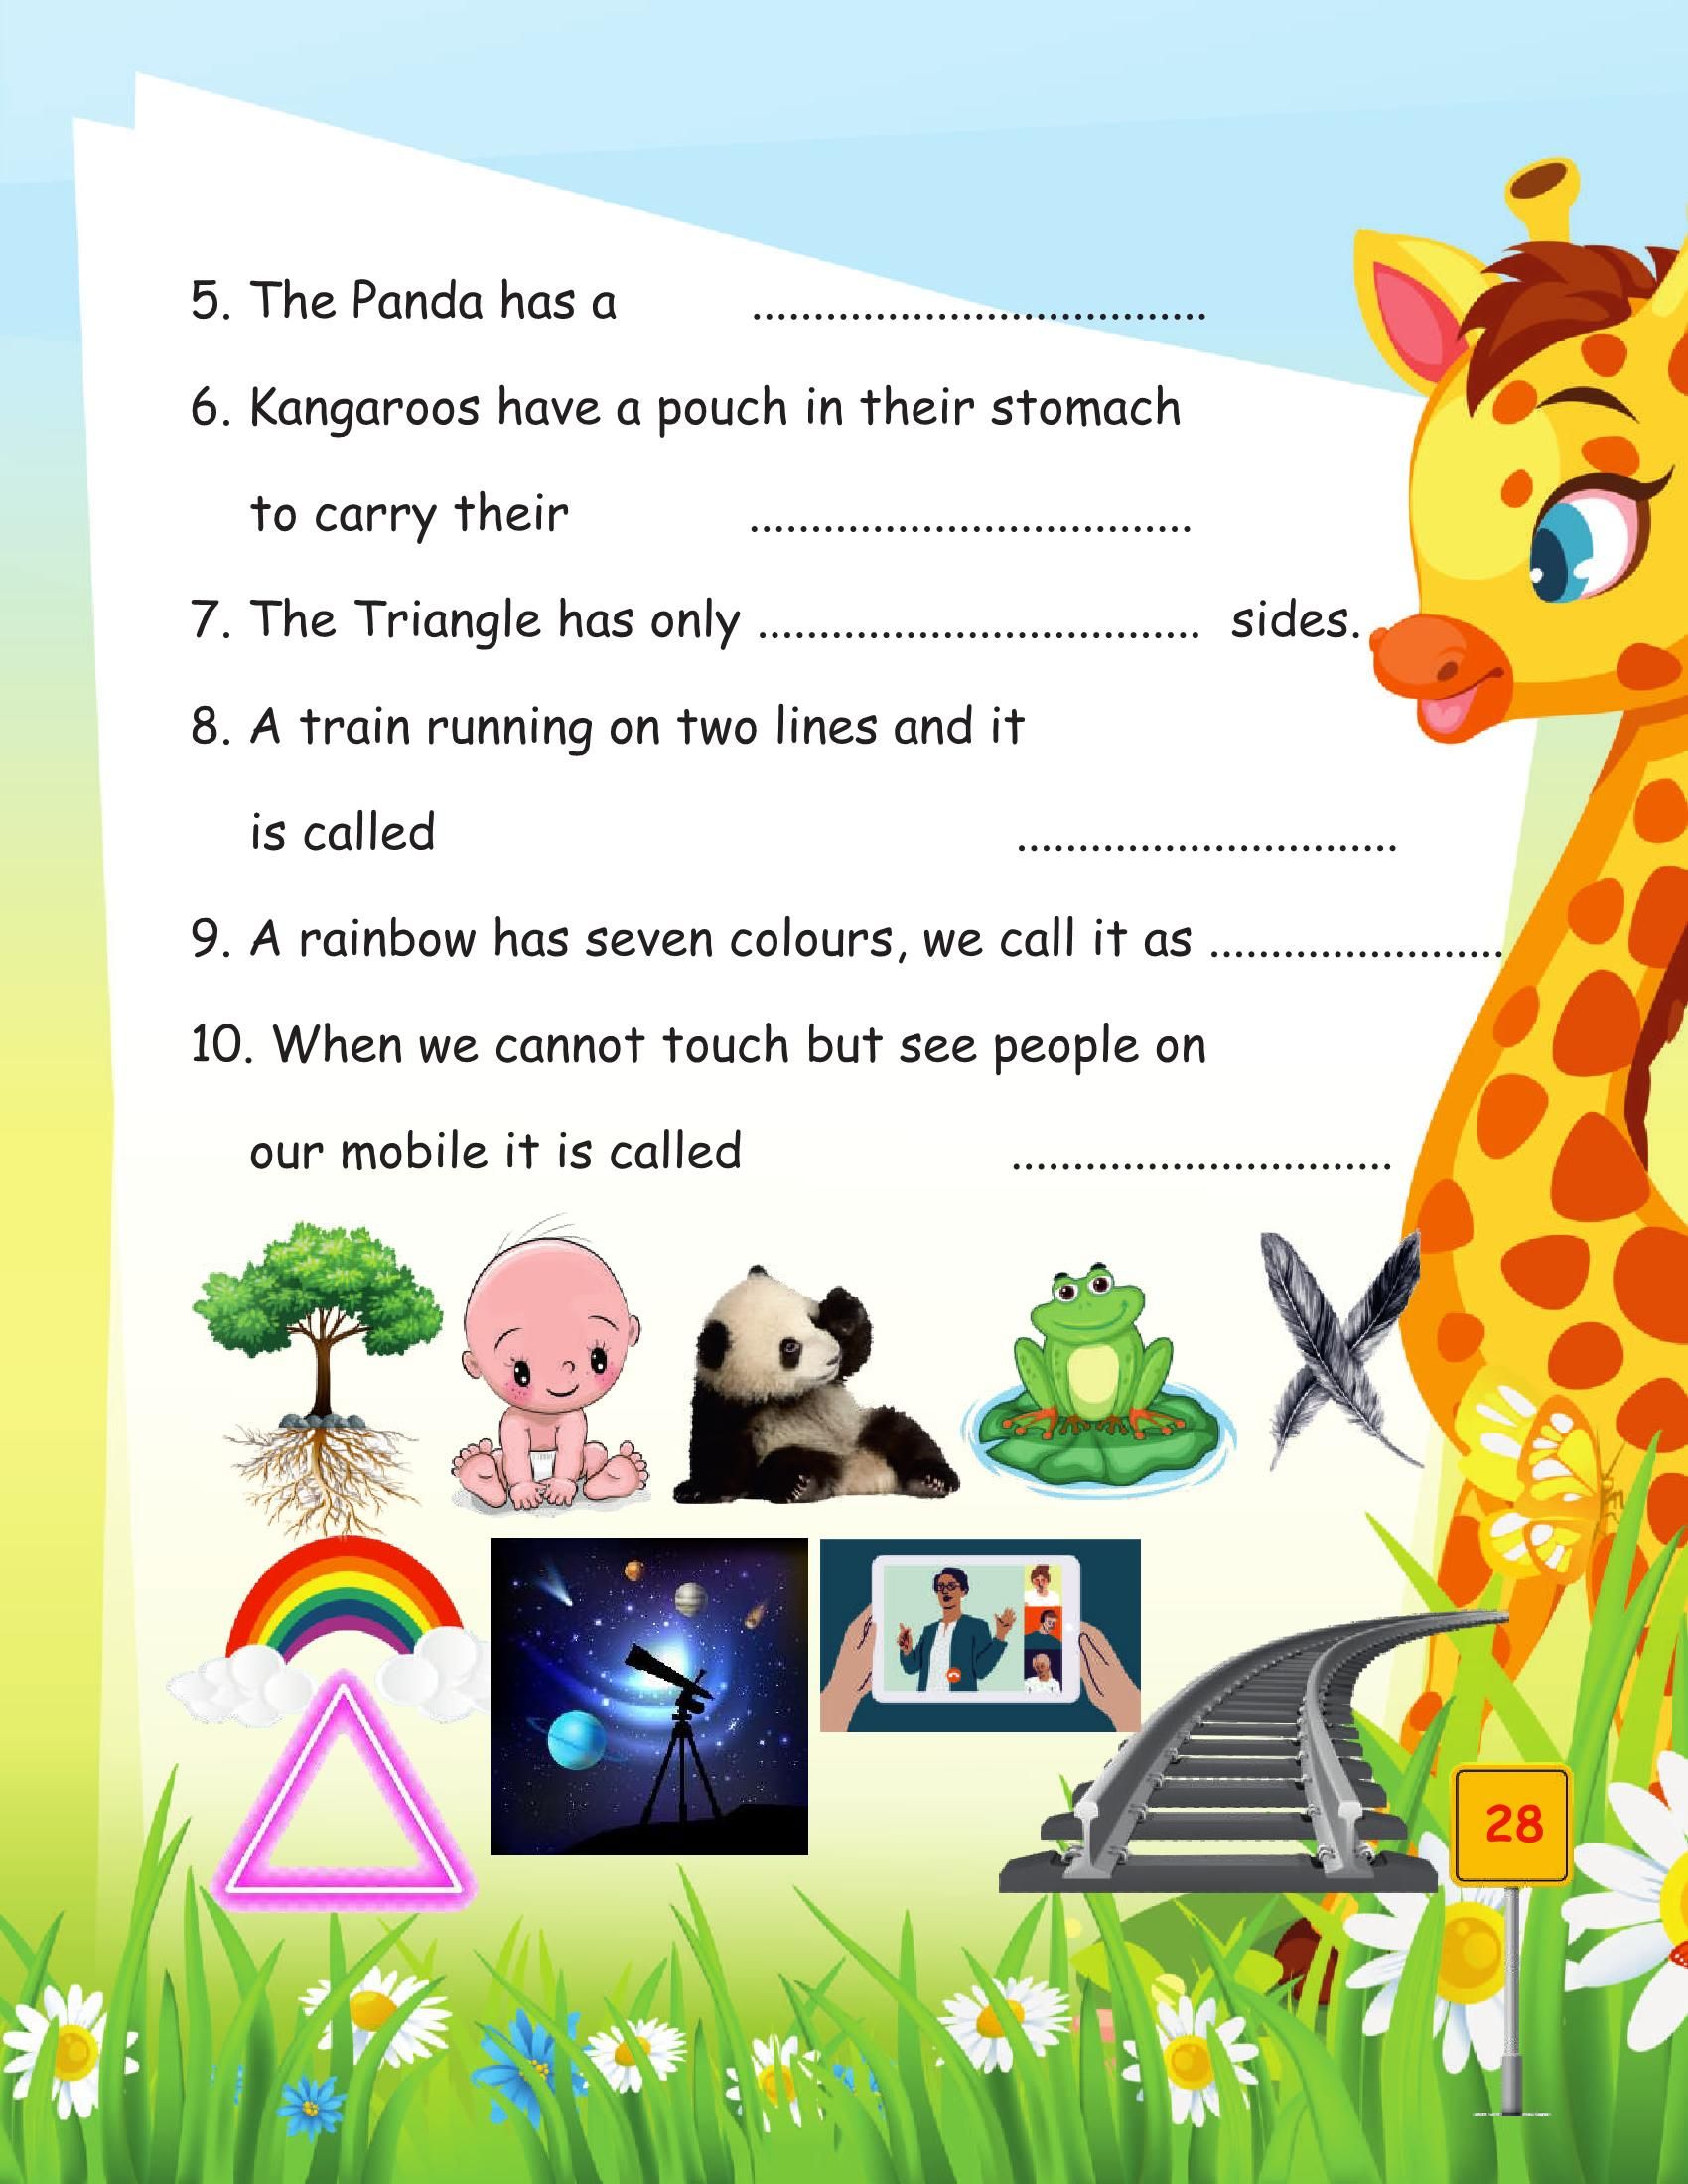 5. The Panda has a ....................................
6. Kangaroos have a pouch in their stomach
to carry their ...................................
7. The Triangle has only ................................... sides.
8. A train running on two lines and it
is called ..............................
9. A rainbow has seven colours, we call it as .......................
10. When we cannot touch but see people on
our mobile it is called ..............................
28